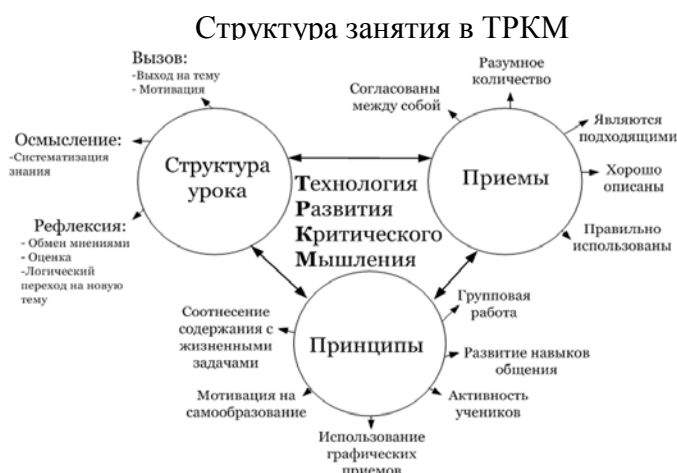 Структура занятия в ТРКМ
Вызов:
-Выход на тему
- Мотивация
Осмысление:
-Систематизация
знания
Рефлексия:
- Обмен мнениями
- Оценка
-Логический
переход на новую
тему
Структура
урока
Технология
Развития
Критического
Мышления
Согласованы
между собой
Разумное
количество
Являются
подходящими
Хорошо
описаны
Правильно
использованы
Приемы
Соотнесение
содержания с
жизненными
задачами
Мотивация на
самообразование
Использование
графических
приемов
Принципы
Групповая
работа
Развитие навыков
общения
Активность
учеников